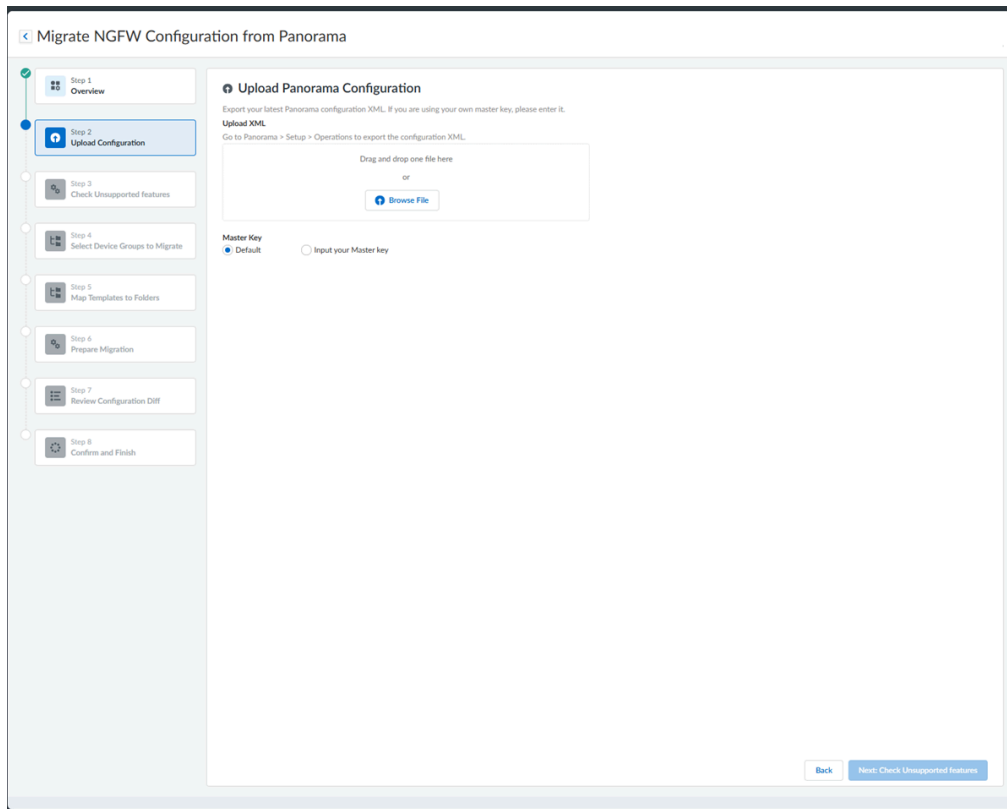 Migrate NGFW Configuration from Panorama
Step 1
Overview
Step 2
Upload Configuration
Step 3
Check Unsupported features
Step 4
Select Device Groups to Migrate
Step 5
Map Templates to Folders
Step 6
Prepare Migration
Step 7
Review Configuration Diff
Step 8
Confirm and Finish
Upload Panorama Configuration
Export your latest Panorama configuration XML. If you are using your own master key, please enter it.
Upload XML
Go to Panorama > Setup > Operations to export the configuration XML.
Drag and drop one file here
or
Browse File
Master Key
Default
Input your Master key
Back
Next: Check Unsupported features